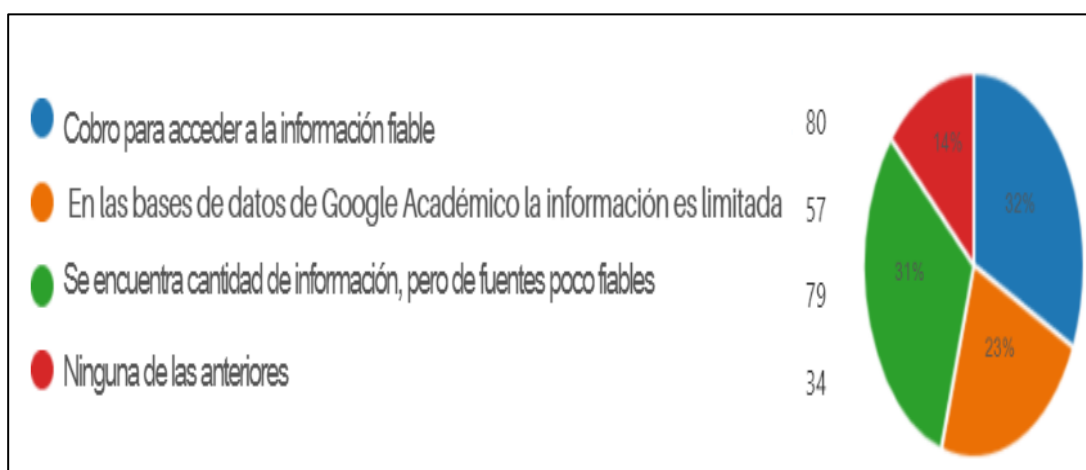 Cobro para acceder a la información fiable 80
En las bases de datos de Google Académico la información es limitada 57
Se encuentra cantidad de información, pero de fuentes poco fiables 79
Ninguna de las anteriores 34
14%
32%
31%
23%